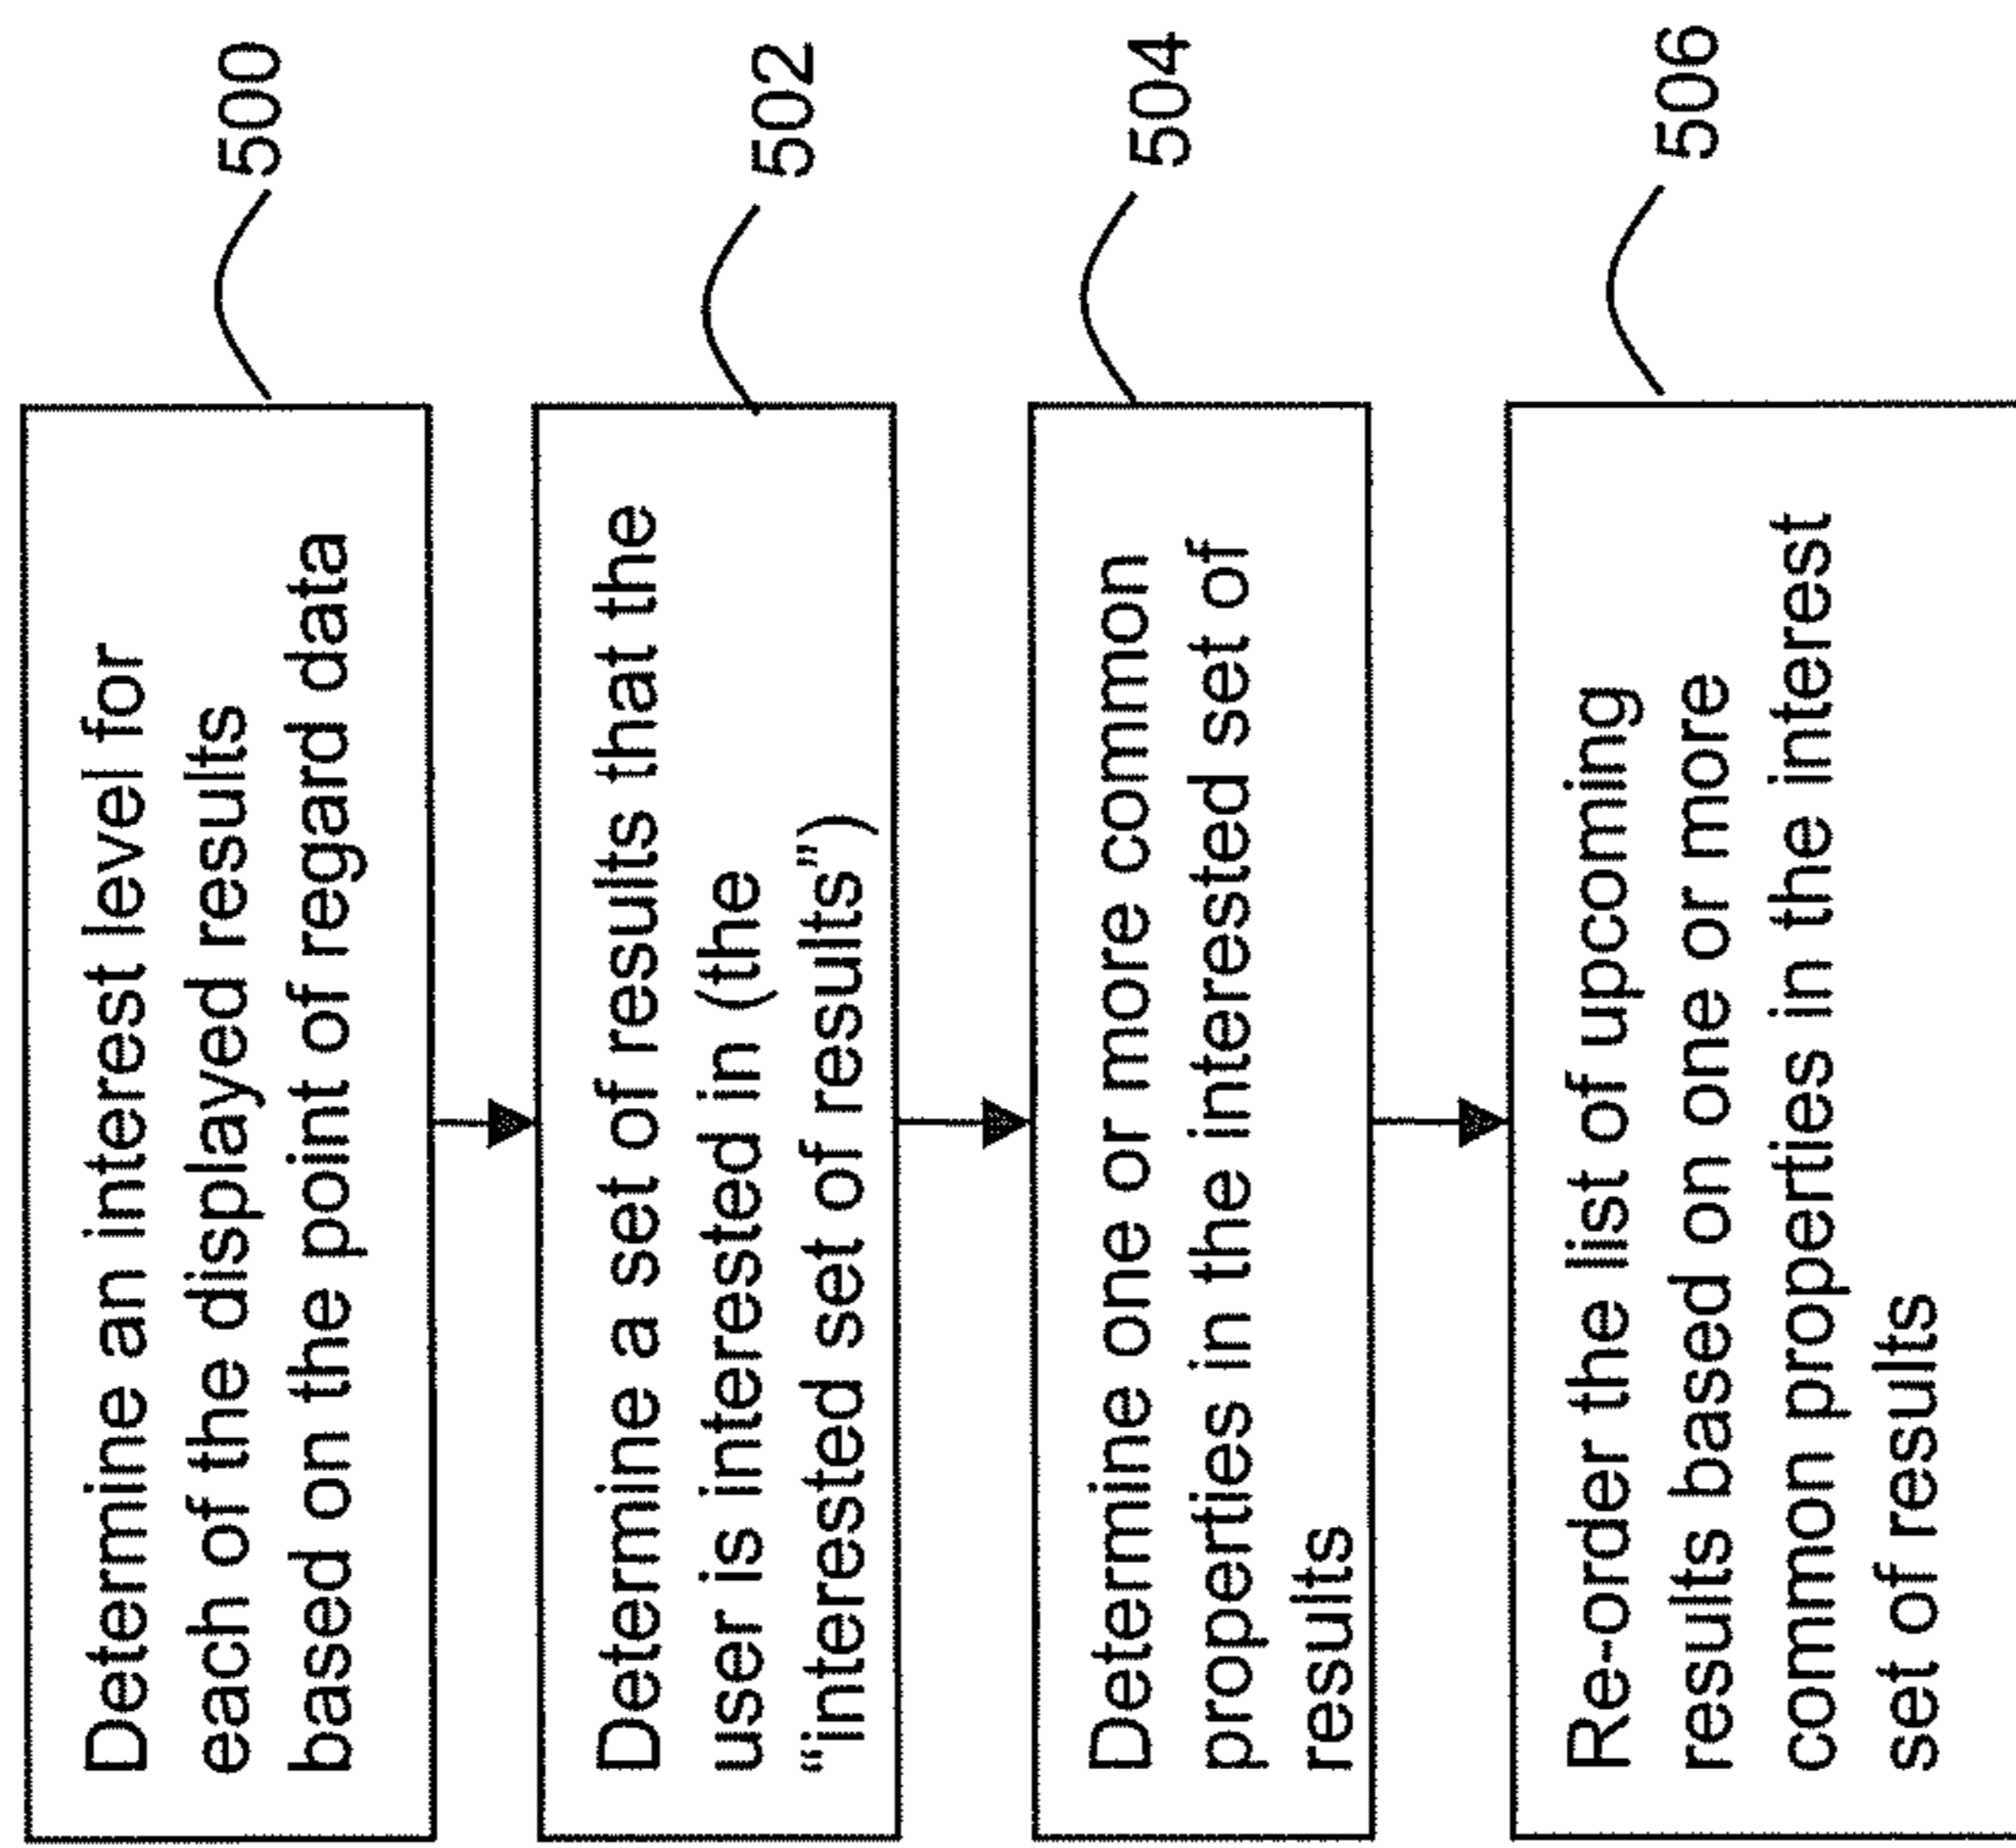 Determine an interest level for
each of the displayed results
based on the point of regard data
500
Determine a set of results that the
user is interested in (the
“interested set of results”)
502
Determine one or more common
properties in the interested set of
results
504
Re-order the list of upcoming
results based on one or more
common properties in the interest
set of results
506